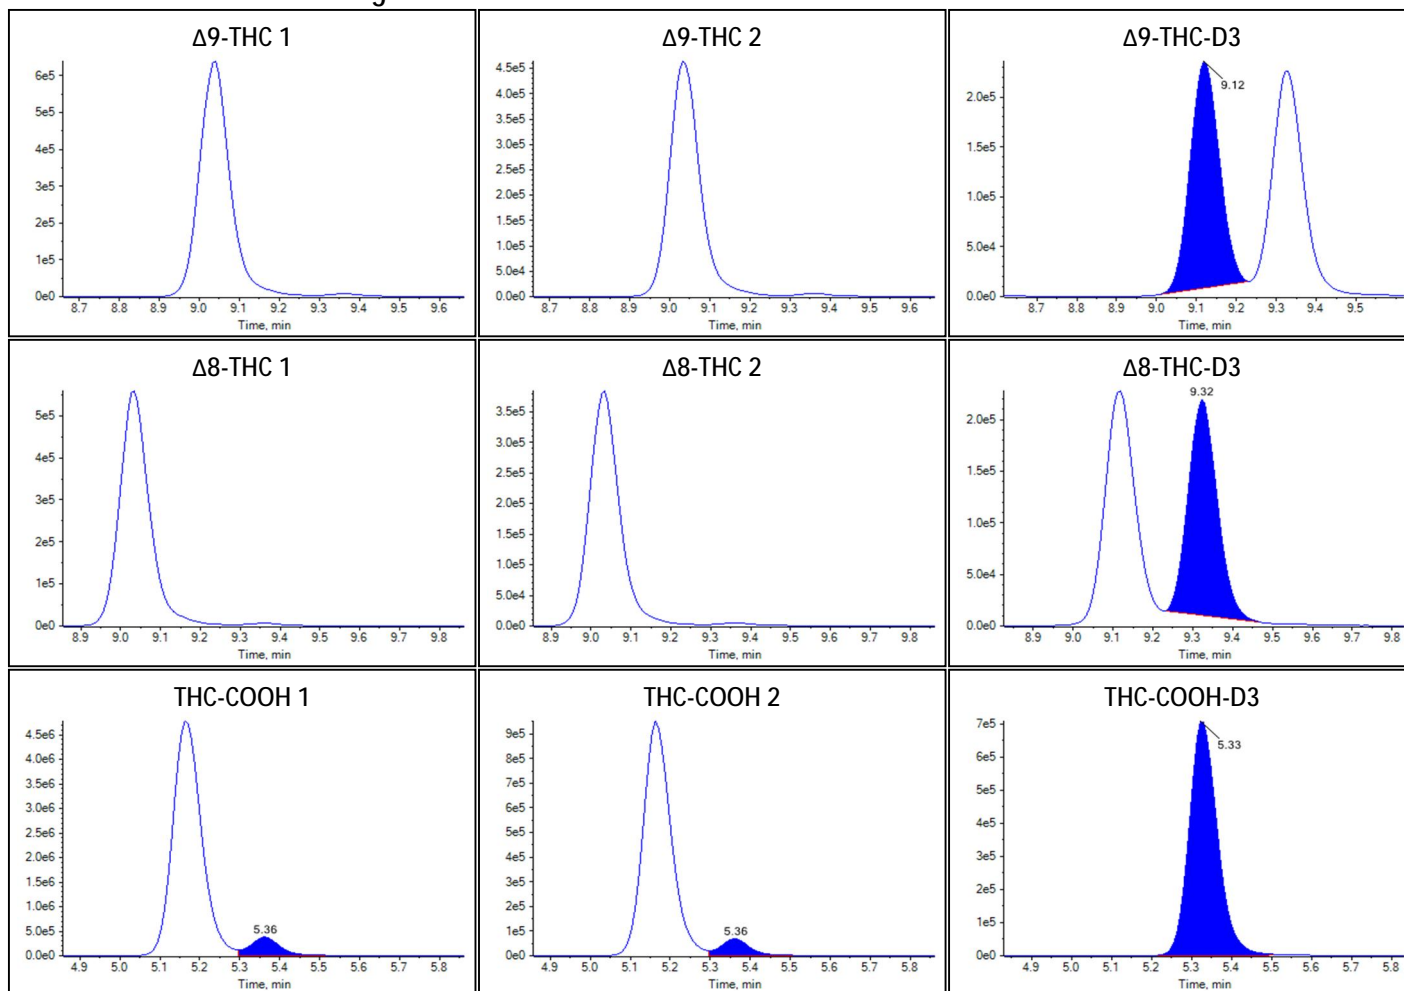 Δ9-THC 1
6e5
5e5
4e5
3e5
2e5
1e5
0e0
8.7 8.8 8.9 9.0 9.1 9.2 9.3 9.4 9.5 9.6
Time, min
Δ9-THC 2
4.5e5
4.0e5
3.5e5
3.0e5
2.5e5
2.0e5
1.5e5
1.0e5
5.0e4
0.0e0
8.7 8.8 8.9 9.0 9.1 9.2 9.3 9.4 9.5 9.6
Time, min
Δ9-THC-D3
9.12
2.0e5
1.5e5
1.0e5
5.0e4
0.0e0
8.7 8.8 8.9 9.0 9.1 9.2 9.3 9.4 9.5
Time, min
Δ8-THC 1
5e5
4e5
3e5
2e5
1e5
0e0
8.9 9.0 9.1 9.2 9.3 9.4 9.5 9.6 9.7 9.8
Time, min
Δ8-THC 2
3.5e5
3.0e5
2.5e5
2.0e5
1.5e5
1.0e5
5.0e4
0.0e0
8.9 9.0 9.1 9.2 9.3 9.4 9.5 9.6 9.7 9.8
Time, min
Δ8-THC-D3
9.32
2.0e5
1.5e5
1.0e5
5.0e4
0.0e0
8.9 9.0 9.1 9.2 9.3 9.4 9.5 9.6 9.7 9.8
Time, min
THC-COOH 1
4.5e6
4.0e6
3.5e6
3.0e6
2.5e6
2.0e6
1.5e6
1.0e6
5.0e5
0.0e0
5.36
4.9 5.0 5.1 5.2 5.3 5.4 5.5 5.6 5.7 5.8
Time, min
THC-COOH 2
9e5
8e5
7e5
6e5
5e5
4e5
3e5
2e5
1e5
0e0
5.36
4.9 5.0 5.1 5.2 5.3 5.4 5.5 5.6 5.7 5.8
Time, min
THC-COOH-D3
5.33
7e5
6e5
5e5
4e5
3e5
2e5
1e5
0e0
4.9 5.0 5.1 5.2 5.3 5.4 5.5 5.6 5.7 5.8
Time, min